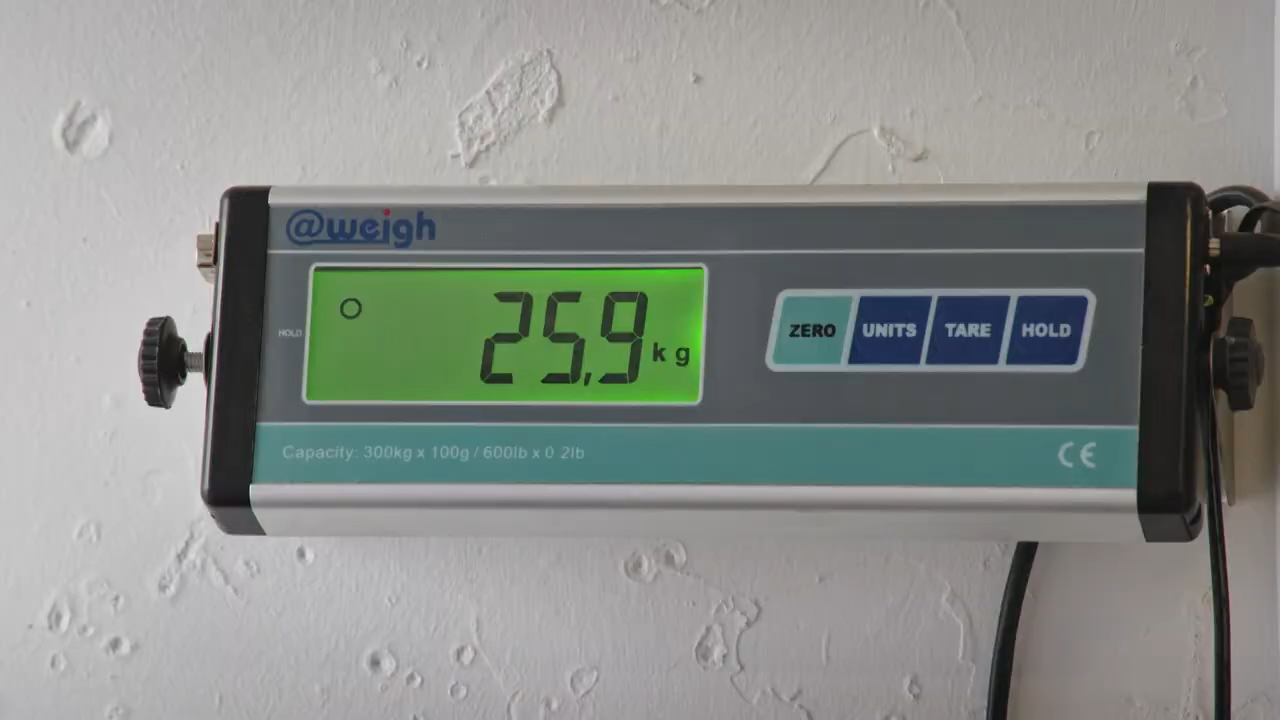 @weigh
HOLD
25,9 kg
ZERO UNITS TARE HOLD
Capacity: 300kg x 100g / 600lb x 0 2lb
CE